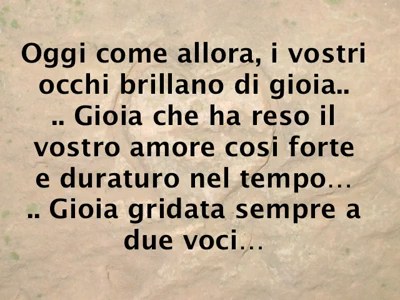 Oggi come allora, i vostri
occhi brillano di gioia..
.. Gioia che ha reso il
vostro amore cosi forte
e duraturo nel tempo…
.. Gioia gridata sempre a
due voci…